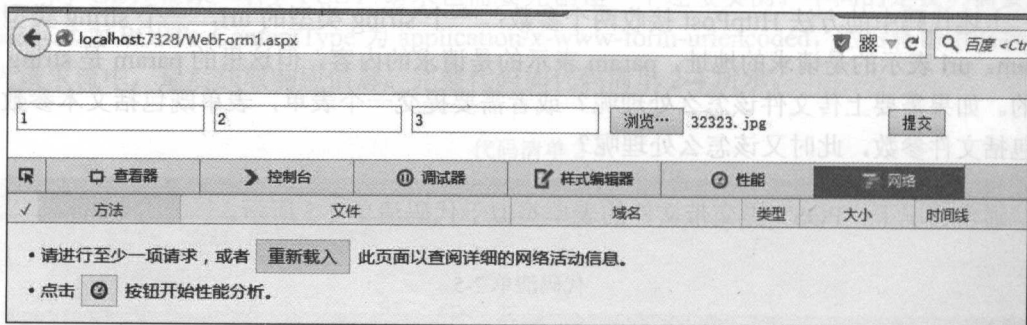 localhost:7328/WebForm1.aspx
百度 <Ctr
1 2 3 浏览… 32323.jpg 提交
查看器 控制台 调试器 样式编辑器 性能 网络
√ 方法 文件 域名 类型 大小 时间线
• 请进行至少一项请求，或者 重新载入 此页面以查阅详细的网络活动信息。
• 点击 按钮开始性能分析。